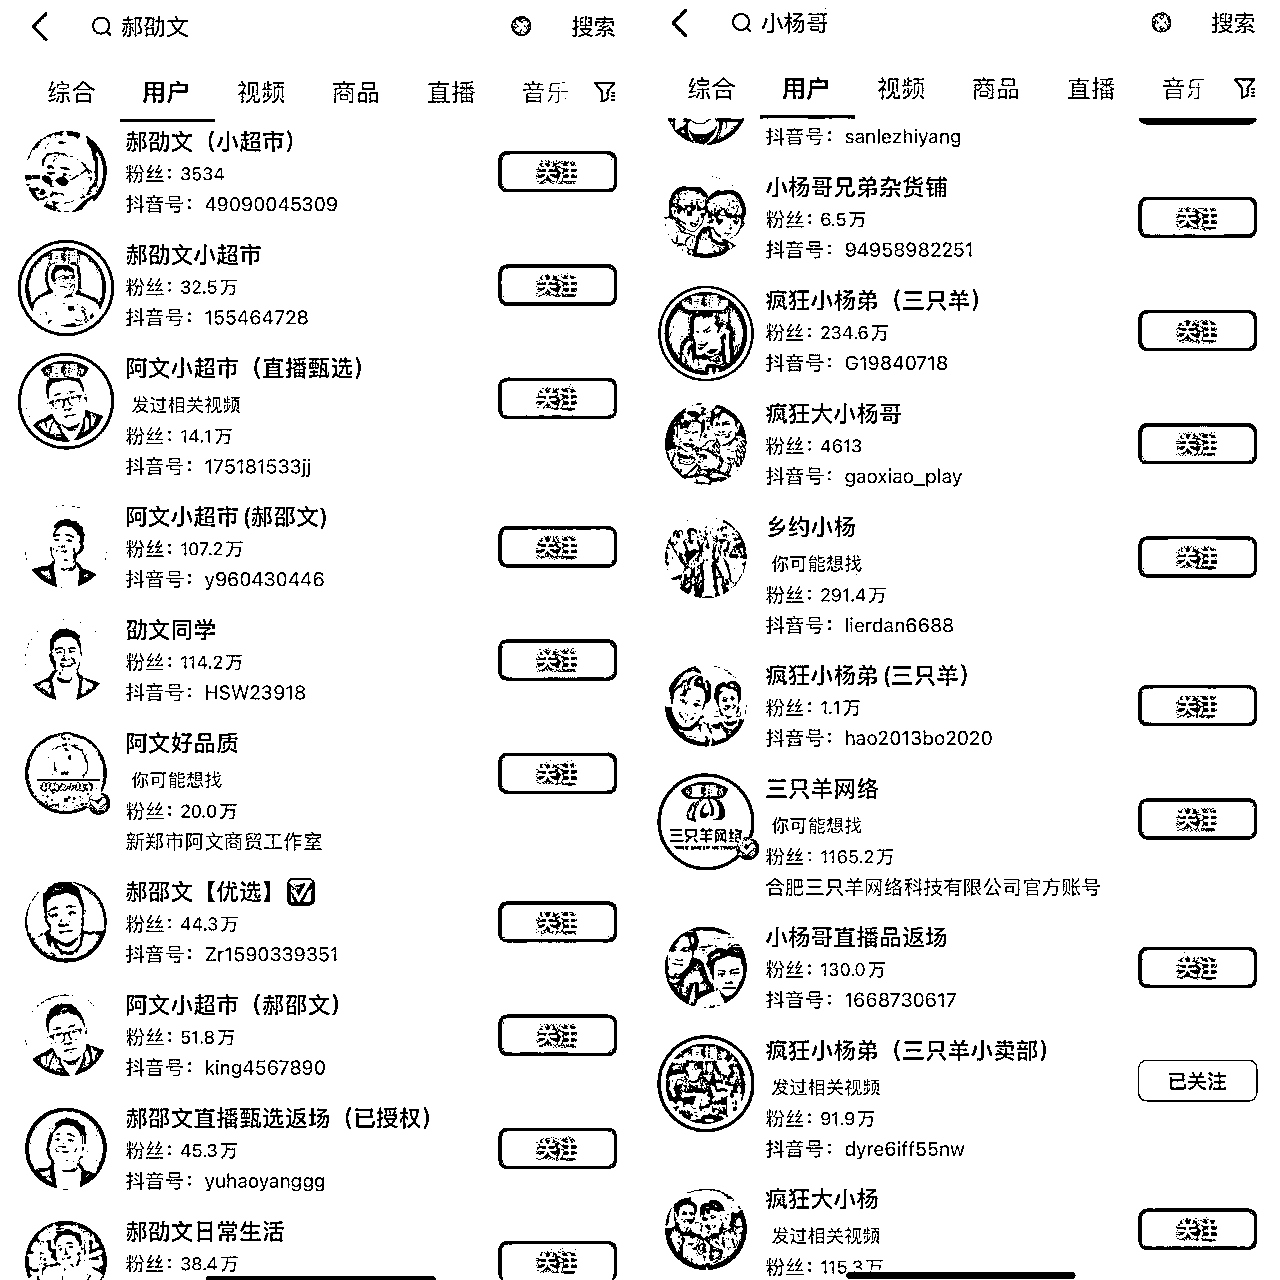 郝劭文
搜索
综合
用户
视频
商品
直播
音乐
郝劭文（小超市）
粉丝：3534
抖音号：49090045309
关注
直播
郝劭文小超市
粉丝：32.5万
抖音号：155464728
关注
直播
阿文小超市（直播甄选）
发过相关视频
粉丝：14.1万
抖音号：175181533jj
关注
阿文小超市(郝邵文)
粉丝：107.2万
抖音号：y960430446
关注
劭文同学
粉丝：114.2万
抖音号：HSW23918
关注
阿文好品质
你可能想找
粉丝：20.0万
新郑市阿文商贸工作室
关注
郝邵文【优选】
粉丝：44.3万
抖音号：Zr1590339351
关注
阿文小超市（郝邵文）
粉丝：51.8万
抖音号：king4567890
关注
郝邵文直播甄选返场（已授权）
粉丝：45.3万
抖音号：yuhaoyanggg
关注
郝劭文日常生活
粉丝：38.4万
关注
小杨哥
搜索
综合
用户
视频
商品
直播
音乐
抖音号：sanlezhiyang
小杨哥兄弟杂货铺
粉丝：6.5万
抖音号：94958982251
关注
疯狂小杨弟（三只羊）
粉丝：234.6万
抖音号：G19840718
关注
疯狂大小杨哥
粉丝：4613
抖音号：gaoxiao_play
关注
乡约小杨
你可能想找
粉丝：291.4万
抖音号：lierdan6688
关注
疯狂小杨弟(三只羊）
粉丝：1.1万
抖音号：hao2013bo2020
关注
三只羊网络
三只羊网络
你可能想找
粉丝：1165.2万
合肥三只羊网络科技有限公司官方账号
关注
小杨哥直播品返场
粉丝：130.0万
抖音号：1668730617
关注
疯狂小杨弟（三只羊小卖部）
发过相关视频
粉丝：91.9万
抖音号：dyre6iff55nw
已关注
疯狂大小杨
发过相关视频
粉丝：115.3万
关注